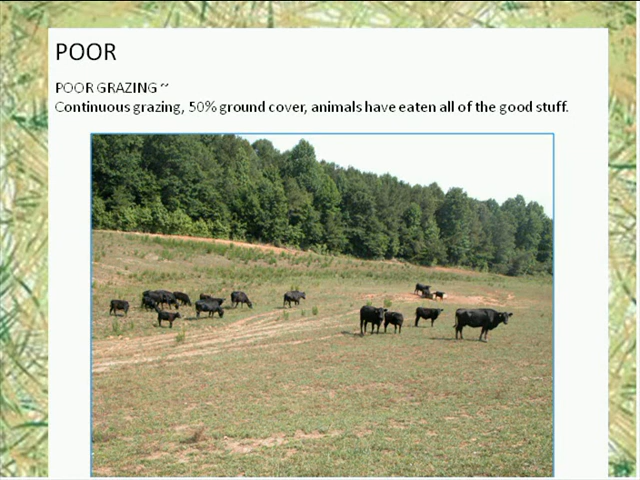 POOR
POOR GRAZING ~
Continuous grazing, 50% ground cover, animals have eaten all of the good stuff.